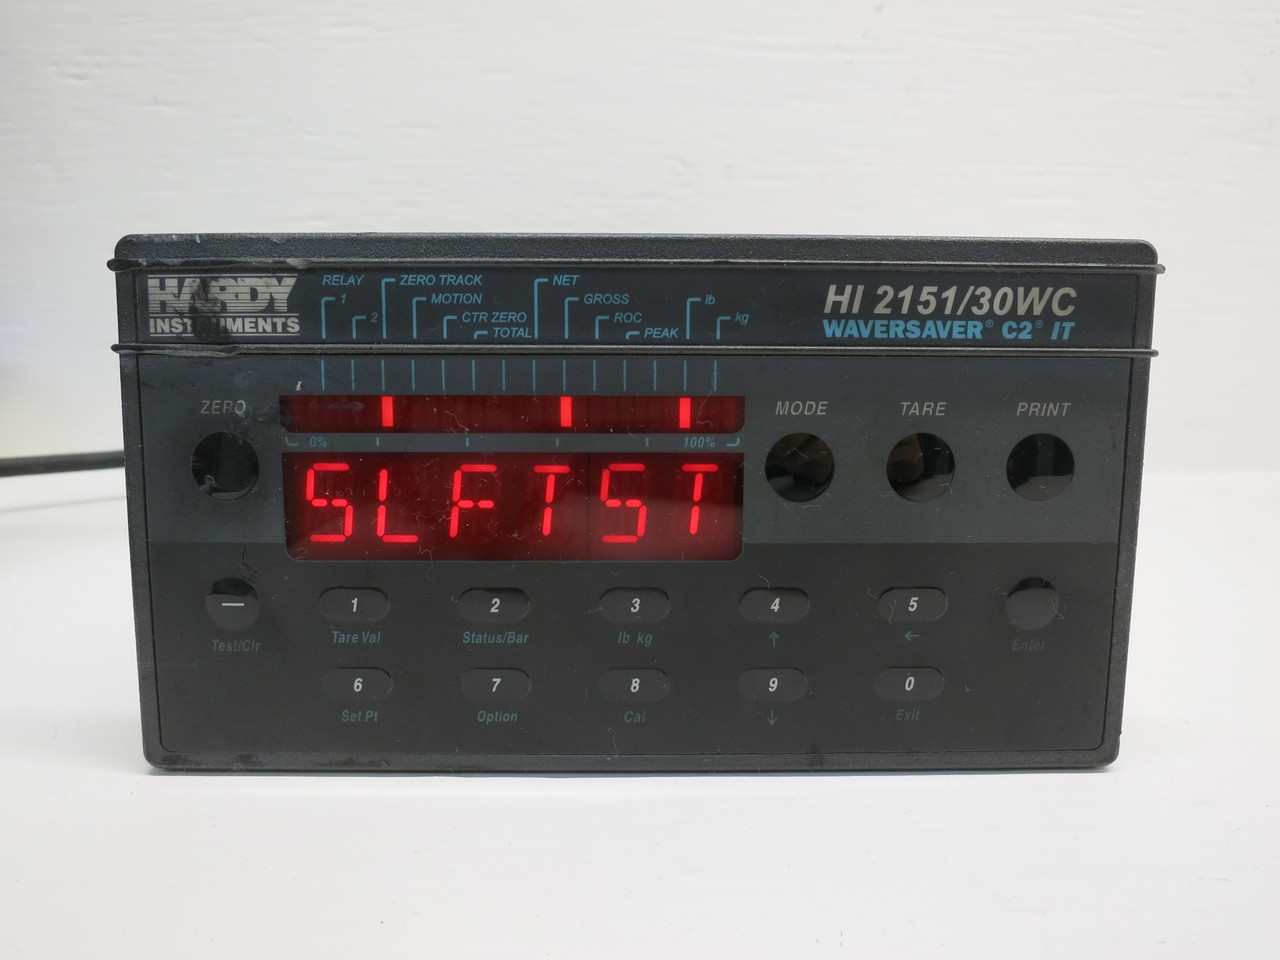 HARDY
INSTRUMENTS
RELAY
1
2
ZERO TRACK
MOTION
CTR ZERO
TOTAL
NET
GROSS
ROC
PEAK
lb
kg
HI 2151/30WC
WAVERSAVER® C2® IT
ZERO
0%
100%
MODE
TARE
PRINT
SLFTST
—
1
2
3
4
5
Test/Clr
Tare Val
Status/Bar
lb kg
↑
←
Enter
6
7
8
9
0
Set Pt
Option
Cal
↓
Exit